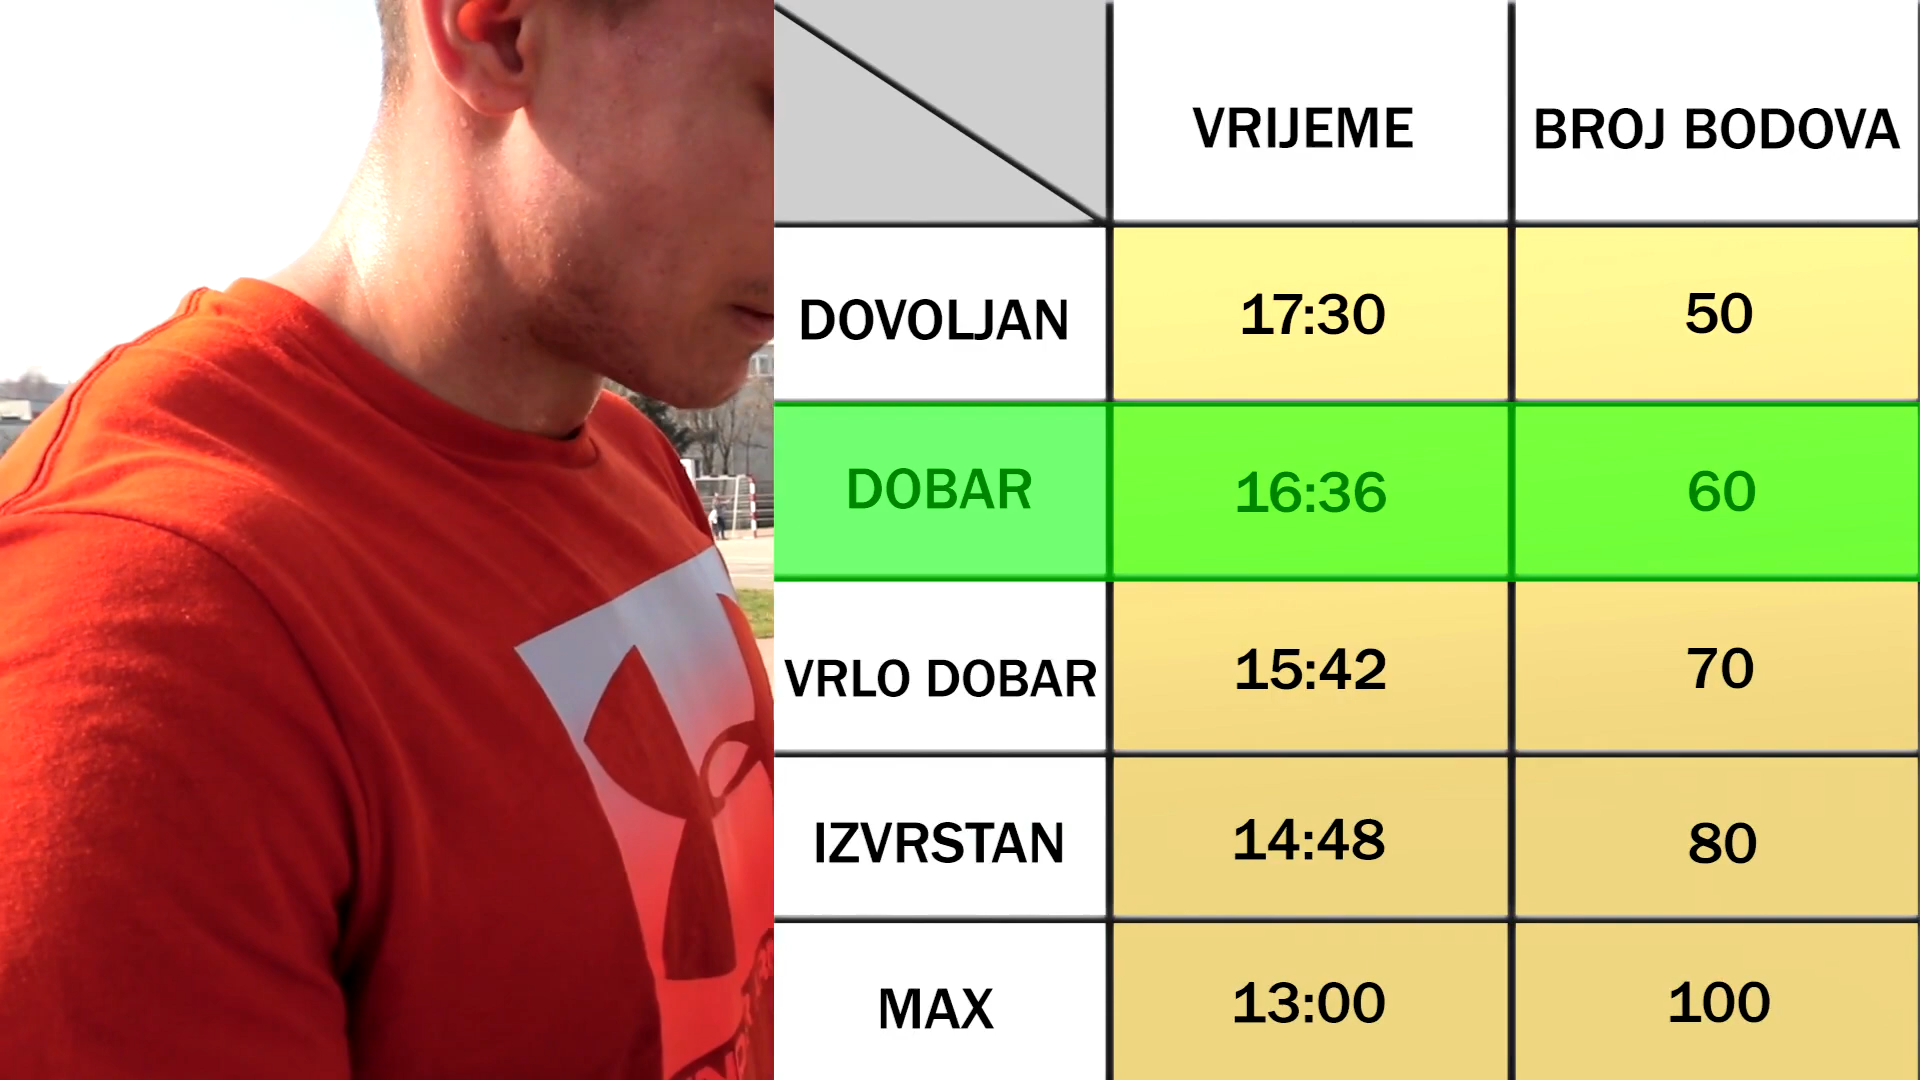 VRIJEME BROJ BODOVA
DOVOLJAN 17:30 50
DOBAR 16:36 60
VRLO DOBAR 15:42 70
IZVRSTAN 14:48 80
MAX 13:00 100